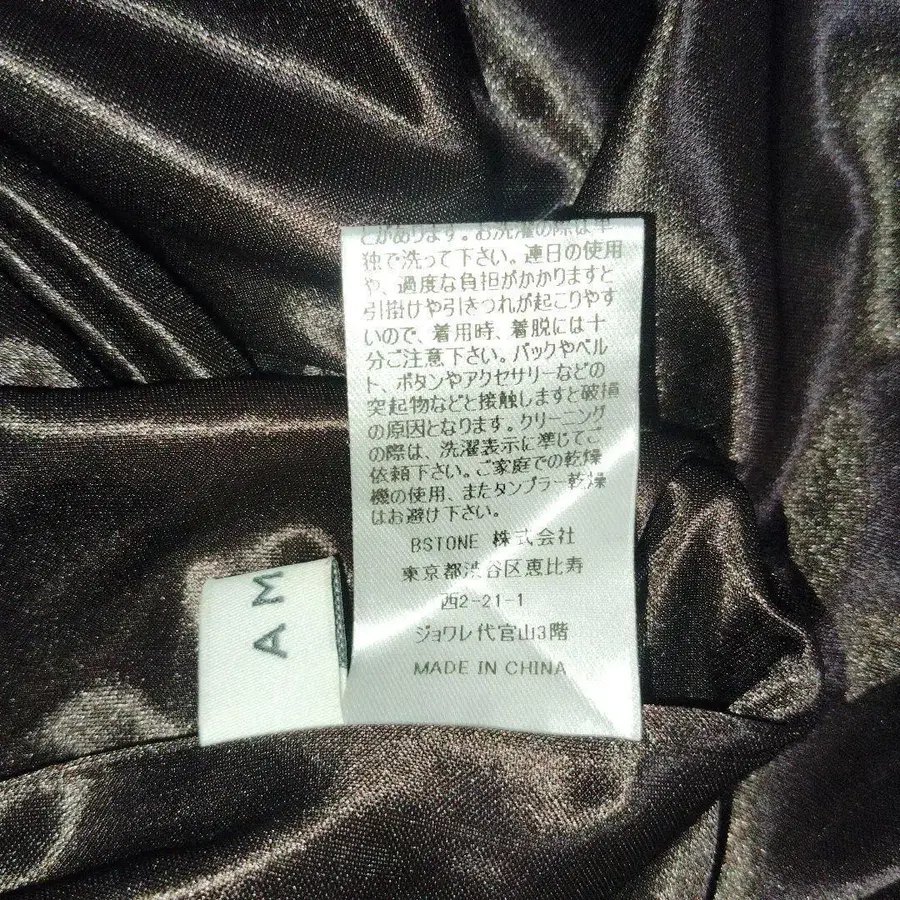 とがあります。お洗濯の際は単
独で洗って下さい。連日の使用
や、過度な負担がかかりますと
引掛けや引きつれが起こりやす
いので、着用時、着脱には十
分ご注意下さい。バックやベル
ト、ボタンやアクセサリーなどの
突起物などと接触しますと破損
の原因となります。クリーニング
の際は、洗濯表示に準じてご
依頼下さい。ご家庭での乾燥
機の使用、またタンブラー乾燥
はお避け下さい。
BSTONE 株式会社
東京都渋谷区恵比寿
西2-21-1
ジョワレ代官山3階
MADE IN CHINA
AM